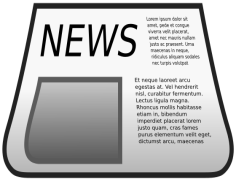 NEWS
Lorem ipsum dolor sit
amet, pede et congue
viverra velit placerat,
amet nec mauris nullam
justo ac praesent. Urna
maecenas nibh,
ridiculus aliquam sodales
nec turpis volutpat
Et neque laoreet arcu
egestas at. Vel hendrerit
nisl, curabitur fermentum.
Lectus ligula magna.
Rhoncus mollis habitasse
etiam in, bibendum
imperdiet placerat lorem
justo quam, cras fames
purus elementum velit eget,
dictumst arcu, maecenas